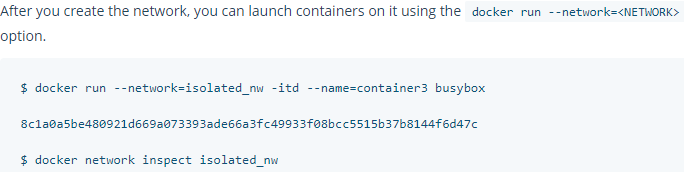 After you create the network, you can launch containers on it using the docker run --network=<NETWORK>
option.
$ docker run --network=isolated_nw -itd --name=container3 busybox
8c1a0a5be480921d669a073393ade66a3fc49933f08bcc5515b37b8144f6d47c
$ docker network inspect isolated_nw